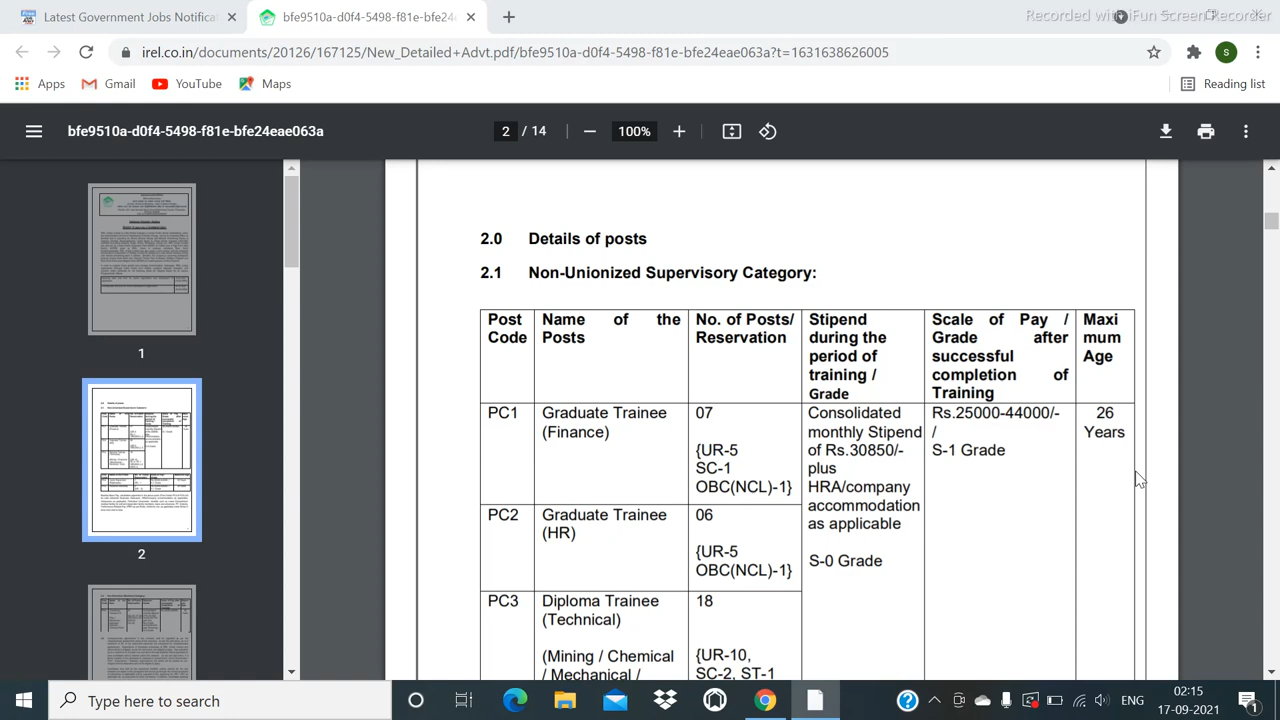 Latest Government Jobs Notificat
bfe9510a-d0f4-5498-f81e-bfe24
Recorded with iFun Screen Recorder
irel.co.in/documents/20126/167125/New_Detailed+Advt.pdf/bfe9510a-d0f4-5498-f81e-bfe24eae063a?t=1631638626005
S
Apps
Gmail
YouTube
Maps
Reading list
bfe9510a-d0f4-5498-f81e-bfe24eae063a
2 / 14
100%
1
2
2.0 Details of posts
2.1 Non-Unionized Supervisory Category:
Post
Code
Name of the
Posts
No. of Posts/
Reservation
Stipend
during the
period of
training /
Grade
Scale of Pay /
Grade after
successful
completion of
Training
Maxi
mum
Age
PC1
Graduate Trainee
(Finance)
07
{UR-5
SC-1
OBC(NCL)-1}
Consolidated
monthly Stipend
of Rs.30850/-
plus
HRA/company
accommodation
as applicable
S-0 Grade
Rs.25000-44000/-
/
S-1 Grade
26
Years
PC2
Graduate Trainee
(HR)
06
{UR-5
OBC(NCL)-1}
PC3
Diploma Trainee
(Technical)
(Mining / Chemical
/ Mechanical /
18
{UR-10,
SC-2, ST-1
Type here to search
ENG
02:15
17-09-2021
1